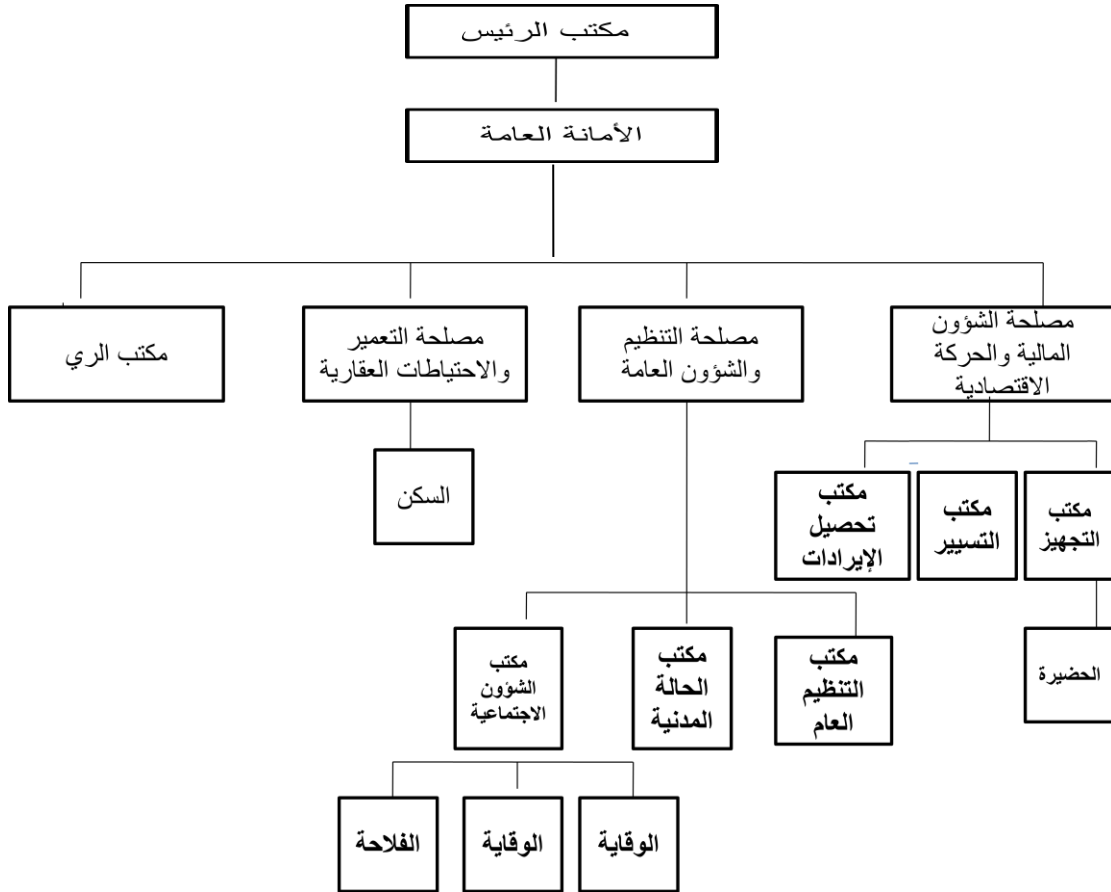 مكتب الرئيس
الأمانة العامة
مصلحة الشؤون
المالية والحركة
الاقتصادية
مصلحة التنظيم
والشؤون العامة
مصلحة التعمير
والاحتياطات العقارية
مكتب الري
السكن
مكتب
التجهيز
مكتب
التسيير
مكتب
تحصيل
الإيرادات
الحضيرة
مكتب
التنظيم
العام
مكتب
الحالة
المدنية
مكتب
الشؤون
الاجتماعية
الوقاية
الوقاية
الفلاحة